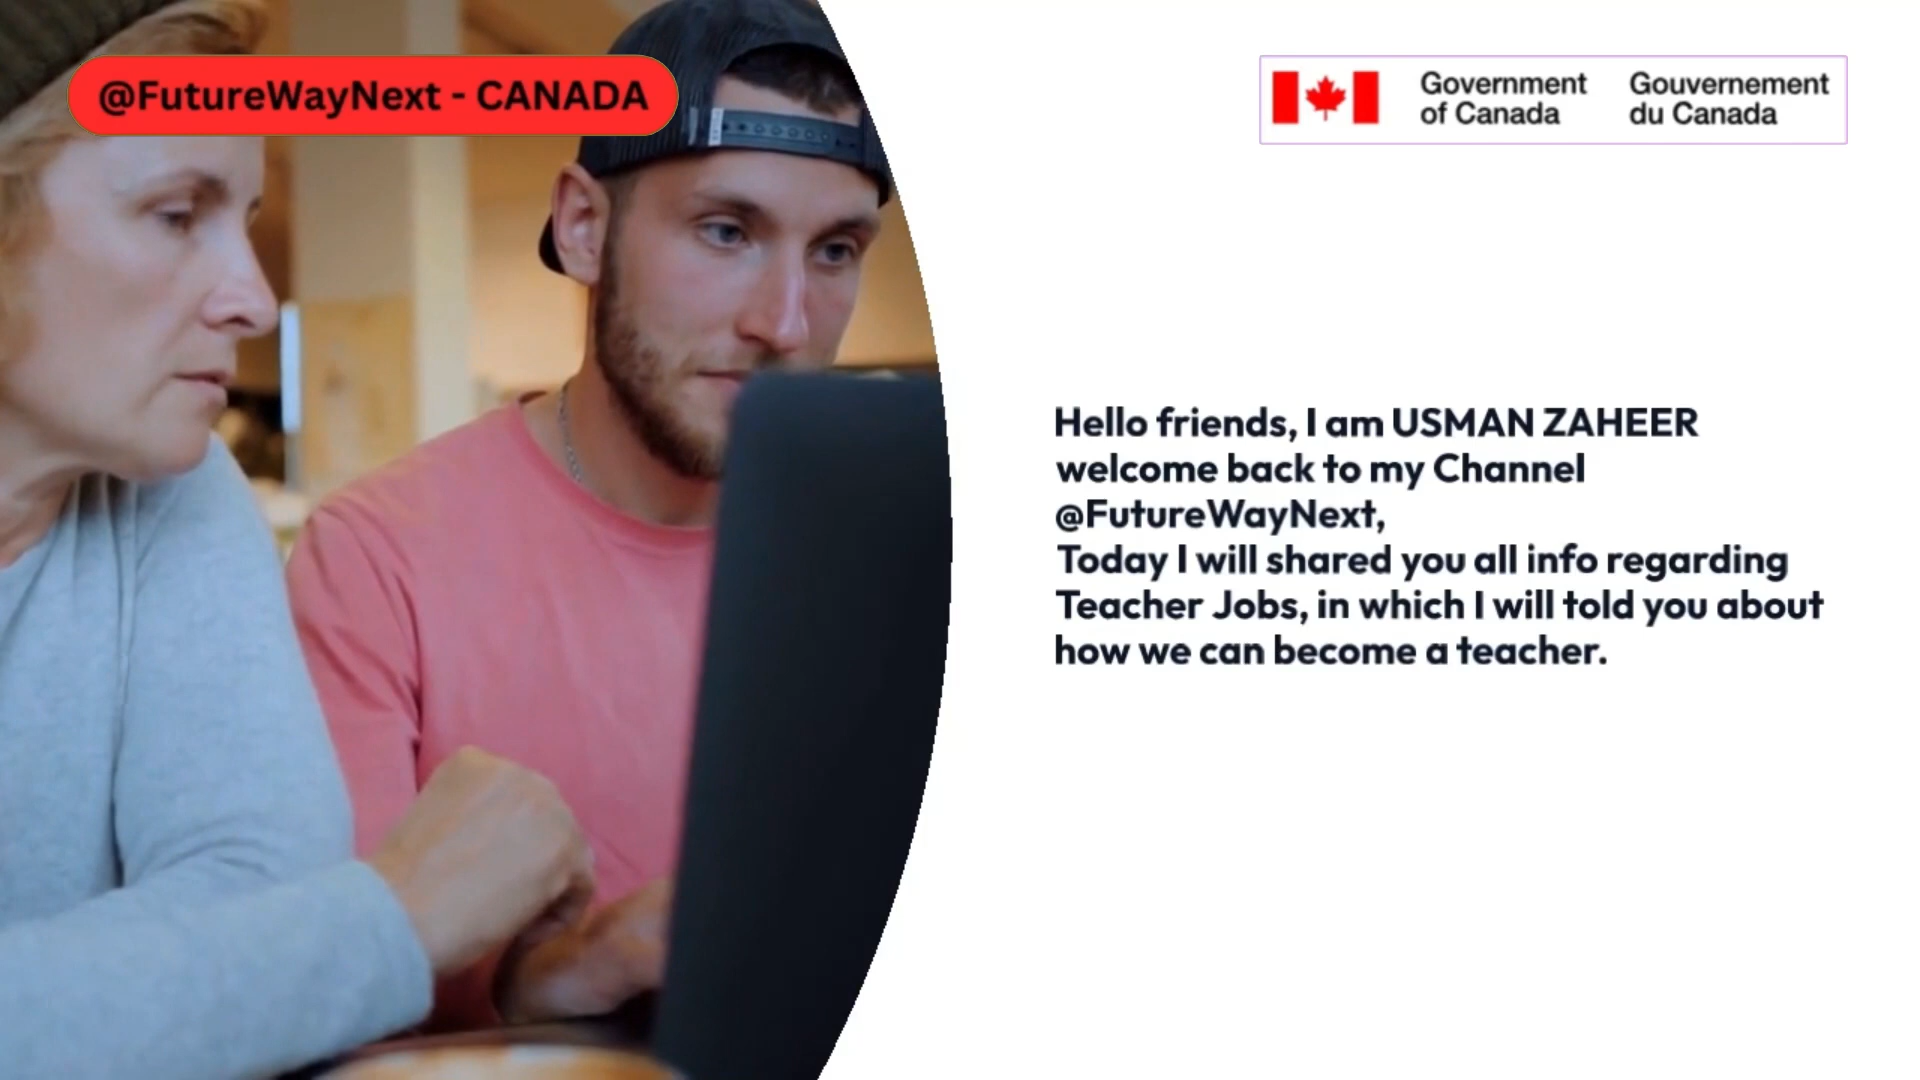 @FutureWayNext - CANADA
Government Gouvernement
of Canada du Canada
Hello friends, I am USMAN ZAHEER
welcome back to my Channel
@FutureWayNext,
Today I will shared you all info regarding
Teacher Jobs, in which I will told you about
how we can become a teacher.